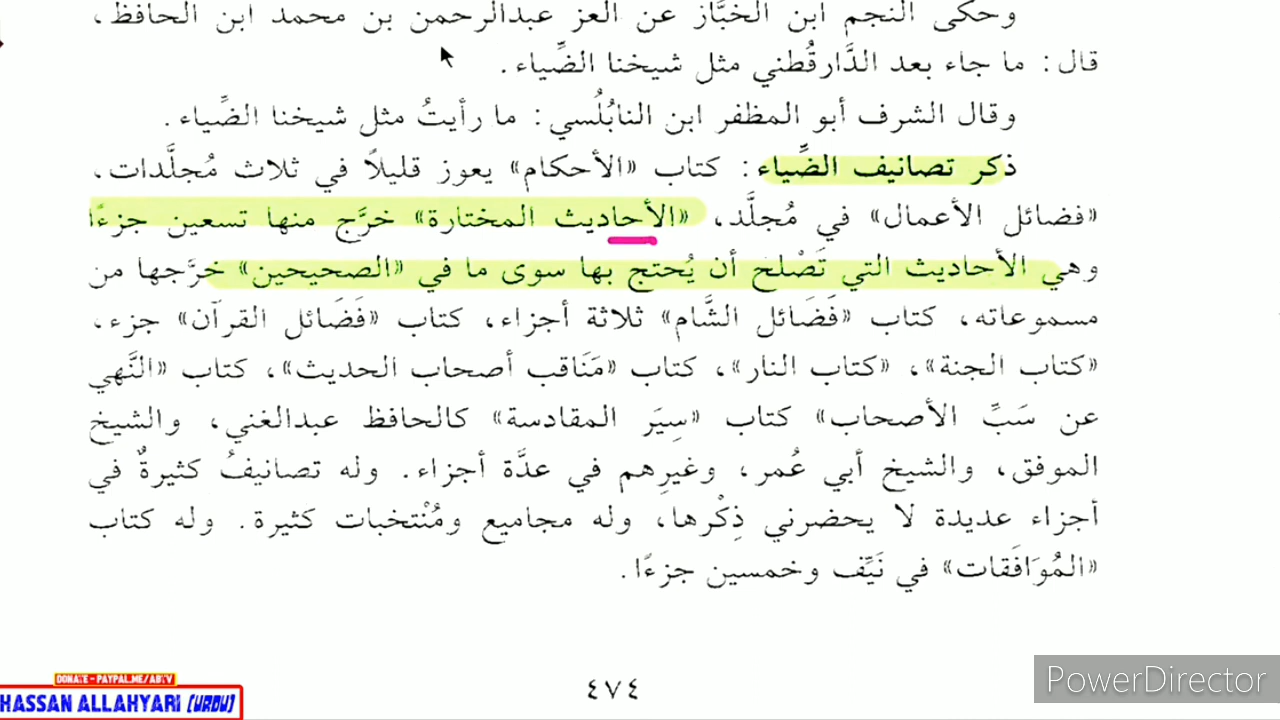 وحكى النجم ابن الخبَّاز عن العز عبدالرحمن بن محمد ابن الحافظ،
قال: ما جاء بعد الدَّارقُطني مثل شيخنا الضِّياء.
وقال الشرف أبو المظفر ابن النابُلُسي: ما رأيتُ مثل شيخنا الضِّياء.
ذكر تصانيف الضِّياء: كتاب «الأحكام» يعوز قليلاً في ثلاث مُجلَّدات،
«فضائل الأعمال» في مُجلَّد، «الأحاديث المختارة» خرَّج منها تسعين جزءًا
وهي الأحاديث التي تَصْلح أن يُحتج بها سوى ما في «الصحيحين» خرَّجها من
مسموعاته، كتاب «فَضَائل الشَّام» ثلاثة أجزاء، كتاب «فَضَائل القرآن» جزء،
«كتاب الجنة»، «كتاب النار»، كتاب «مَنَاقب أصحاب الحديث»، كتاب «النَّهي
عن سَبِّ الأصحاب» كتاب «سِيَر المقادسة» كالحافظ عبدالغني، والشيخ
الموفق، والشيخ أبي عُمر، وغيرِهم في عدَّة أجزاء. وله تصانيفُ كثيرةٌ في
أجزاء عديدة لا يحضرني ذِكْرها، وله مجاميع ومُنْتخبات كثيرة. وله كتاب
«المُوَافَقات» في نَيِّف وخمسين جزءًا.
٤٧٤
DONATE - PAYPAL.ME/ABTV
HASSAN ALLAHYARI (URDU)
PowerDirector